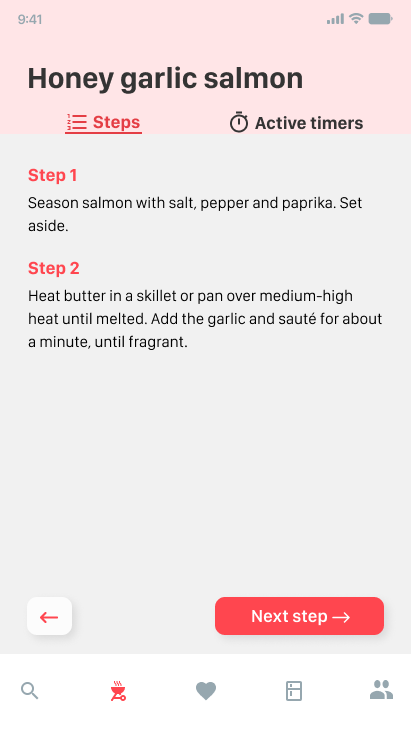 9:41
Honey garlic salmon
Steps
Active timers
Step 1
Season salmon with salt, pepper and paprika. Set
aside.
Step 2
Heat butter in a skillet or pan over medium-high
heat until melted. Add the garlic and sauté for about
a minute, until fragrant.
Next step →